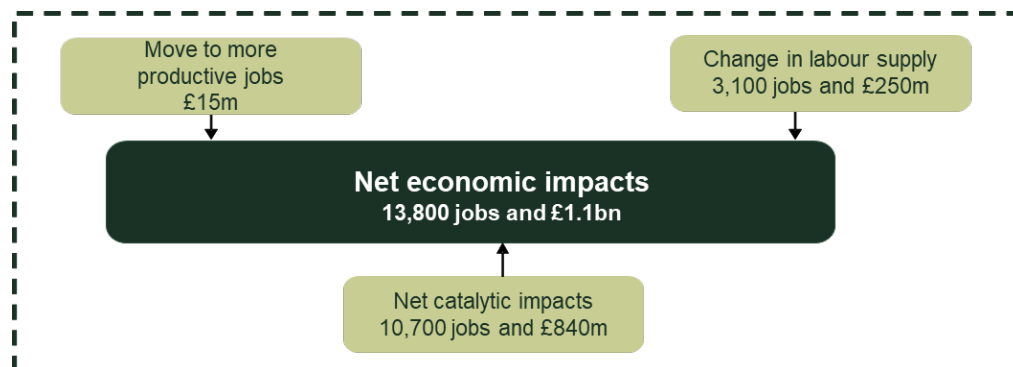 Move to more
productive jobs
£15m
Change in labour supply
3,100 jobs and £250m
Net economic impacts
13,800 jobs and £1.1bn
Net catalytic impacts
10,700 jobs and £840m